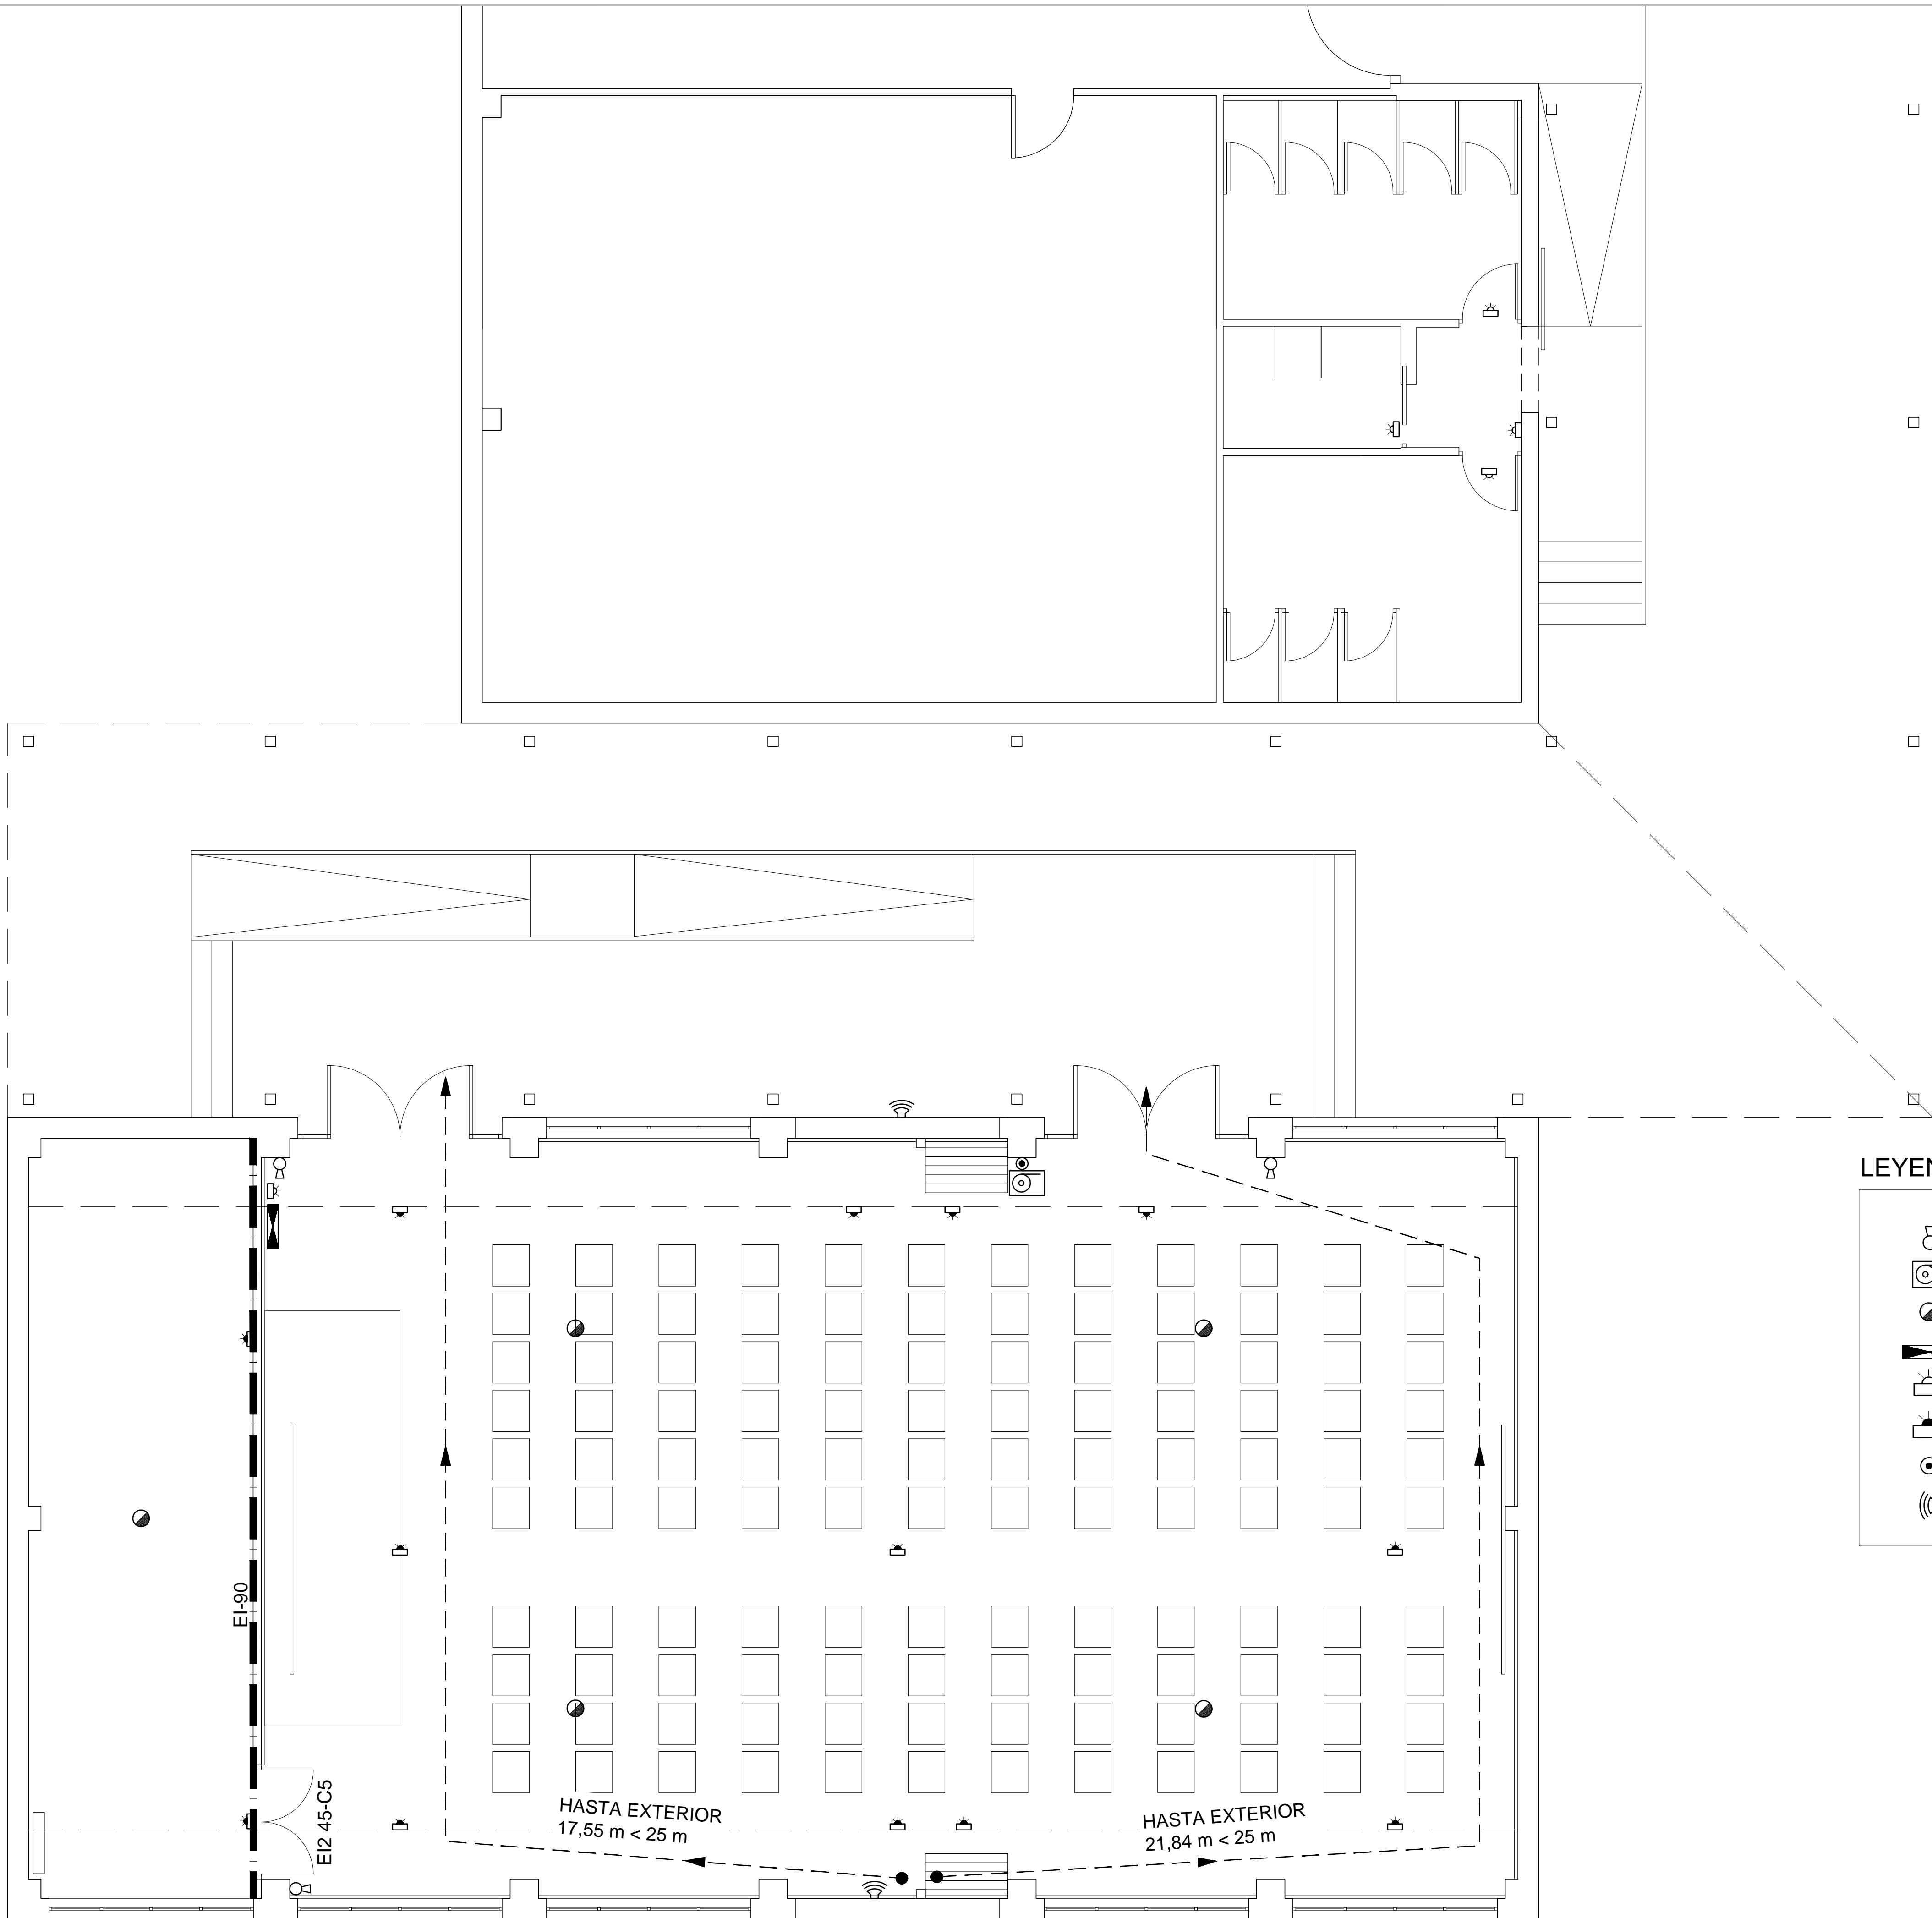 LEYEN
EI-90
EI2 45-C5
HASTA EXTERIOR
17,55 m < 25 m
HASTA EXTERIOR
21,84 m < 25 m